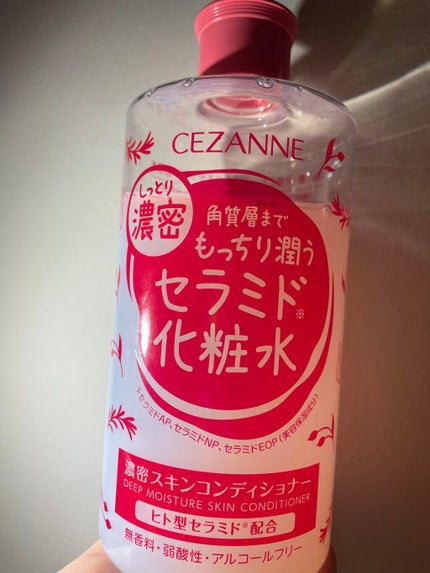 CEZANNE
しっとり
濃密
角質層まで
もっちり潤う
セラミド※
化粧水
※セラミドAP、セラミドNP、セラミドEOP(美容保湿成分)
濃密スキンコンディショナー
DEEP MOISTURE SKIN CONDITIONER
ヒト型セラミド※配合
無香料・弱酸性・アルコールフリー